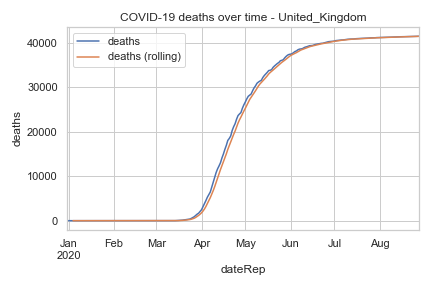 COVID-19 deaths over time - United_Kingdom
deaths
deaths (rolling)
40000
30000
20000
10000
0
deaths
Jan Feb Mar Apr May Jun Jul Aug
2020
dateRep